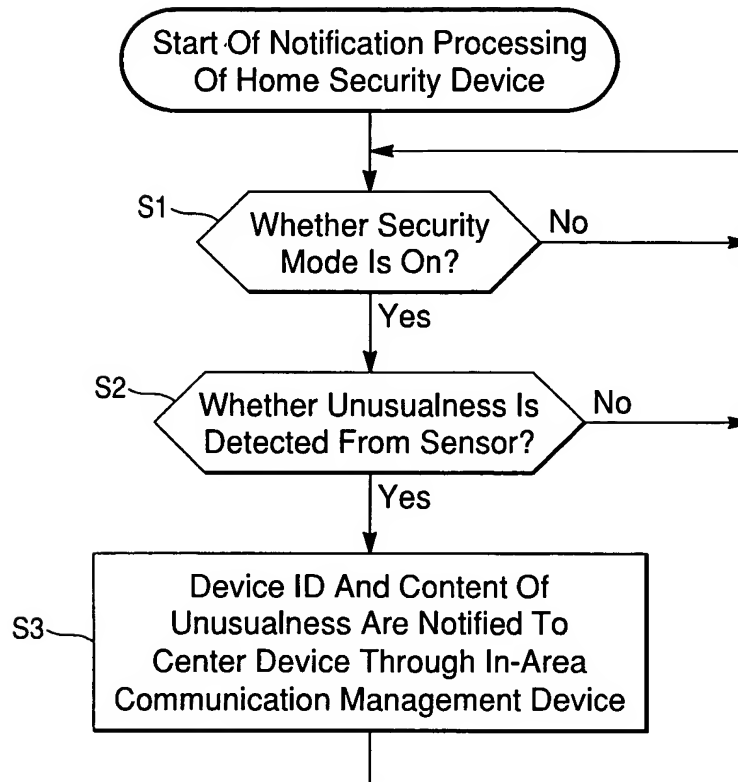 Start Of Notification Processing
Of Home Security Device
S1
Whether Security
Mode Is On?
No
Yes
S2
Whether Unusualness Is
Detected From Sensor?
No
Yes
S3
Device ID And Content Of
Unusualness Are Notified To
Center Device Through In-Area
Communication Management Device